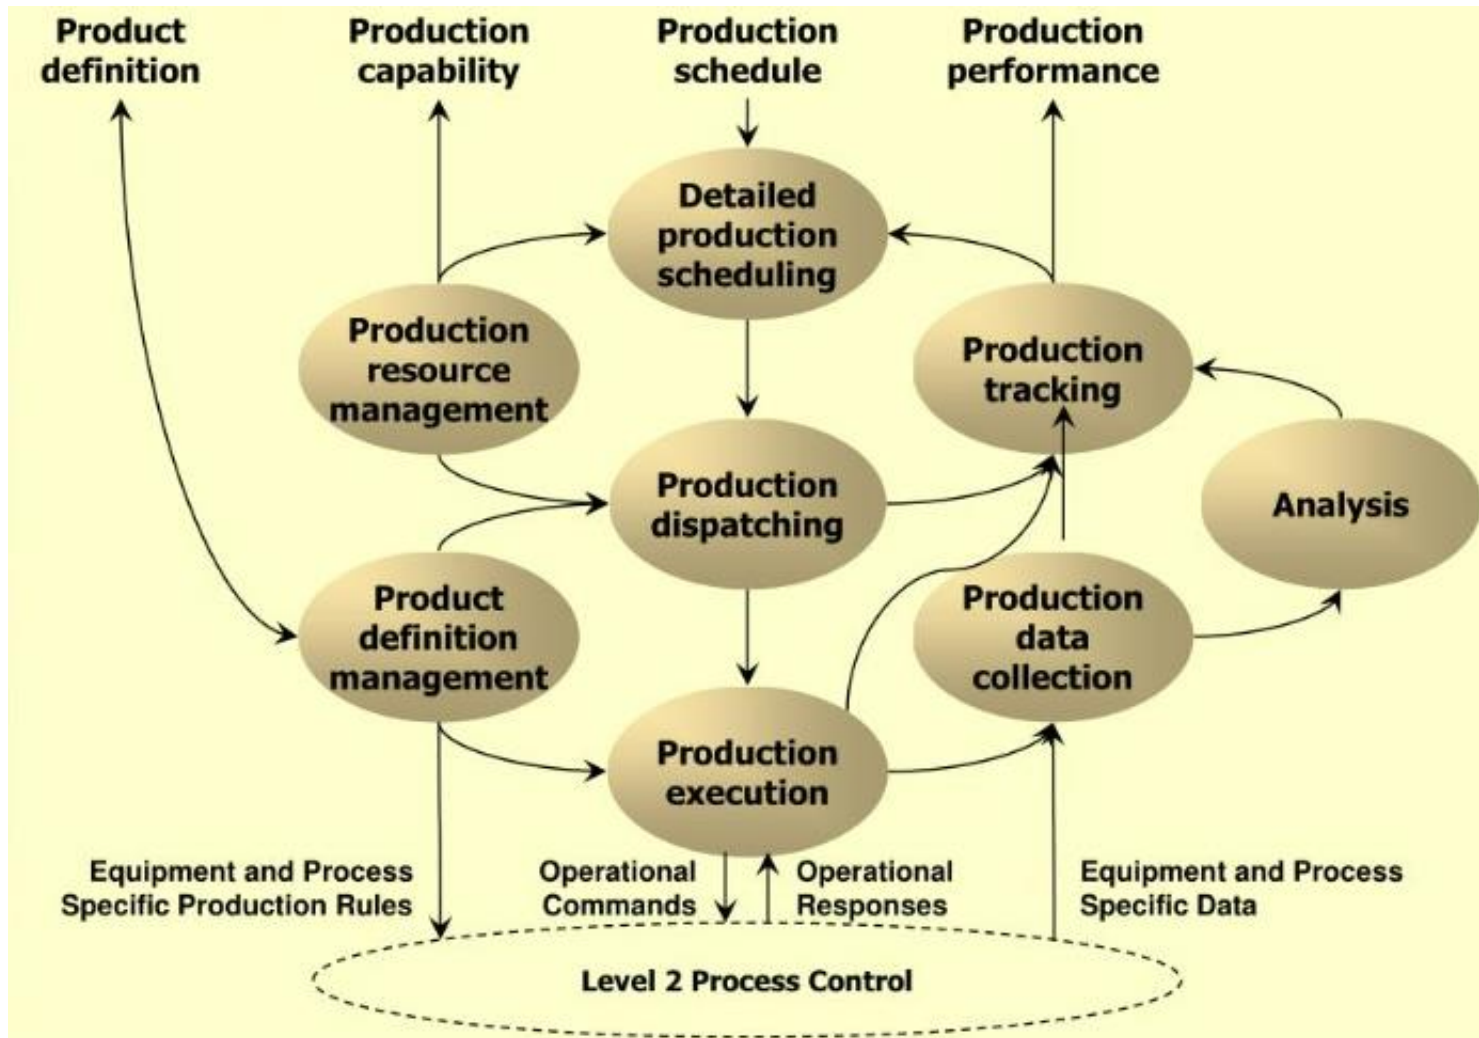 Product
definition
Production
capability
Production
schedule
Production
performance
Detailed
production
scheduling
Production
resource
management
Production
tracking
Production
dispatching
Analysis
Product
definition
management
Production
data
collection
Production
execution
Equipment and Process
Specific Production Rules
Operational
Commands
Operational
Responses
Equipment and Process
Specific Data
Level 2 Process Control